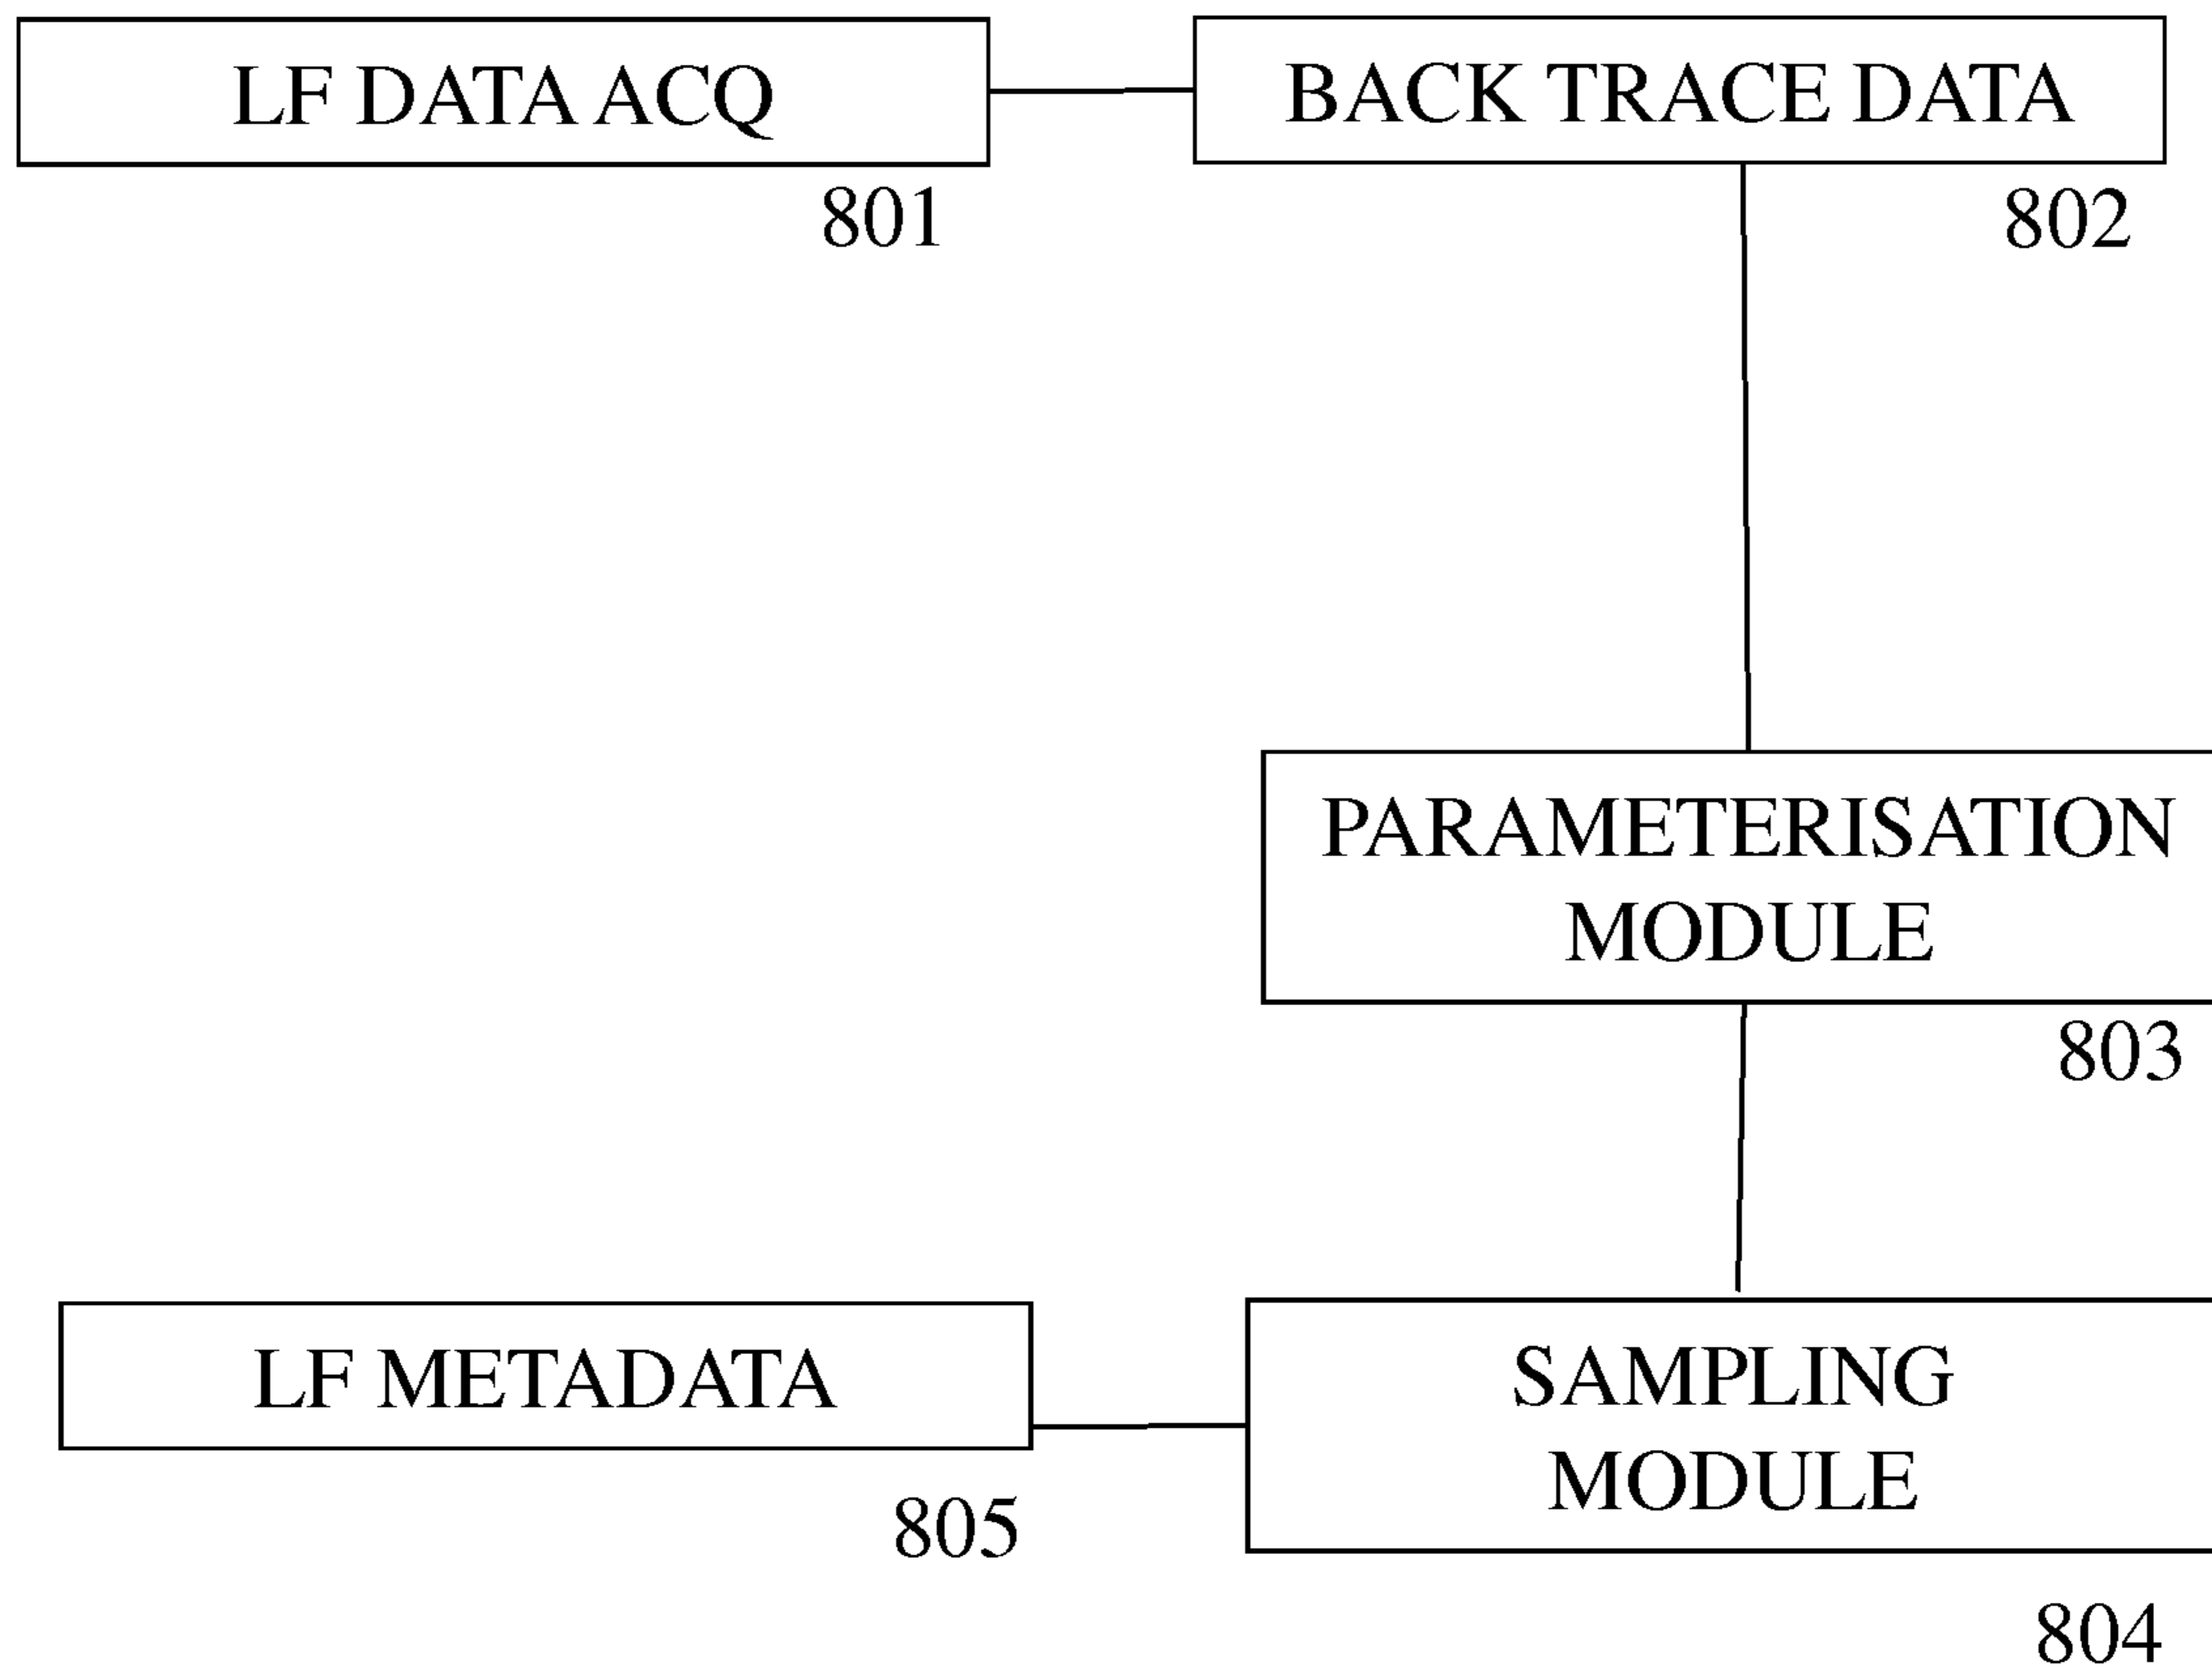 LF DATA ACQ
801
BACK TRACE DATA
802
PARAMETERISATION
MODULE
803
LF METADATA
805
SAMPLING
MODULE
804